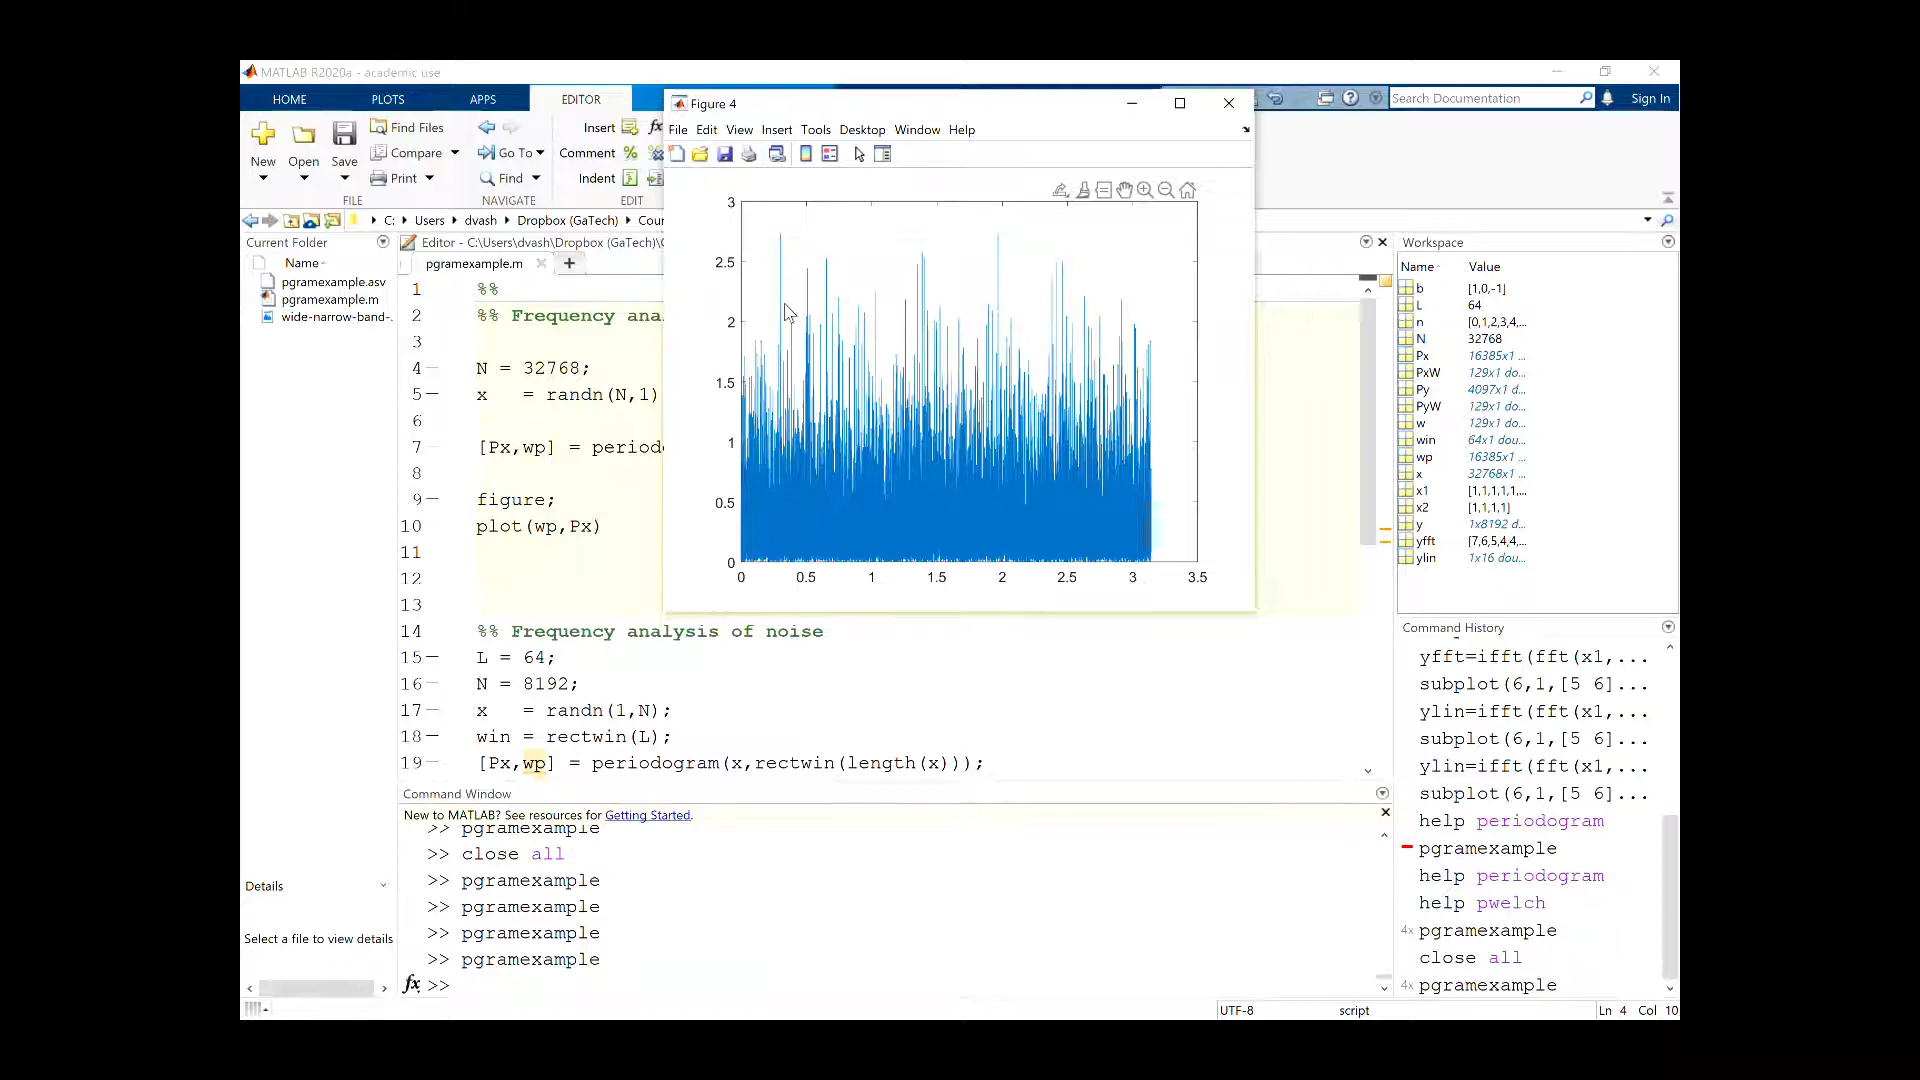 MATLAB R2020a - academic use
HOME PLOTS APPS EDITOR
Search Documentation Sign In
New Open Save
Find Files
Compare
Print
FILE
Go To
Find
NAVIGATE
Insert fx
Comment
Indent
EDIT
C: Users dvash Dropbox (GaTech) Cour
Current Folder
Name
pgramexample.asv
pgramexample.m
wide-narrow-band-.
Details
Select a file to view details
Editor - C:\Users\dvash\Dropbox (GaTech)\C
pgramexample.m
1 %%
2 %% Frequency ana
3
4 N = 32768;
5 x = randn(N,1)
6
7 [Px,wp] = period
8
9 figure;
10 plot(wp,Px)
11
12
13
14 %% Frequency analysis of noise
15 L = 64;
16 N = 8192;
17 x = randn(1,N);
18 win = rectwin(L);
19 [Px,wp] = periodogram(x,rectwin(length(x)));
Figure 4
File Edit View Insert Tools Desktop Window Help
3
2.5
2
1.5
1
0.5
0
0 0.5 1 1.5 2 2.5 3 3.5
Command Window
New to MATLAB? See resources for Getting Started.
>> pgramexample
>> close all
>> pgramexample
>> pgramexample
>> pgramexample
>> pgramexample
fx >>
Workspace
Name Value
b [1,0,-1]
L 64
n [0,1,2,3,4,...
N 32768
Px 16385x1 ...
PxW 129x1 do...
Py 4097x1 d...
PyW 129x1 do...
w 129x1 do...
win 64x1 dou...
wp 16385x1 ...
x 32768x1 ...
x1 [1,1,1,1,1,...
x2 [1,1,1,1]
y 1x8192 d...
yfft [7,6,5,4,4,...
ylin 1x16 dou...
Command History
yfft=ifft(fft(x1,...
subplot(6,1,[5 6]...
ylin=ifft(fft(x1,...
subplot(6,1,[5 6]...
ylin=ifft(fft(x1,...
subplot(6,1,[5 6]...
help periodogram
pgramexample
help periodogram
help pwelch
4x pgramexample
close all
4x pgramexample
UTF-8 script Ln 4 Col 10